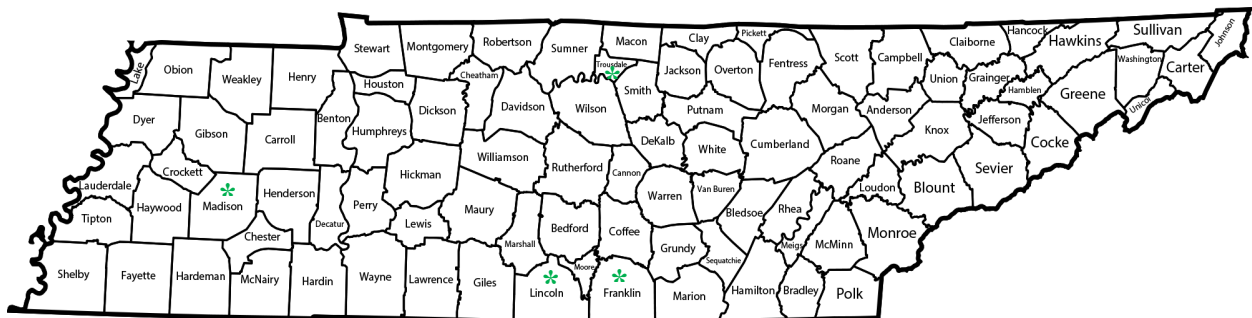 Lake
Obion
Weakley
Henry
Stewart
Montgomery
Robertson
Sumner
Macon
Trousdale
Clay
Pickett
Jackson
Overton
Fentress
Scott
Campbell
Claiborne
Hancock
Hawkins
Sullivan
Johnson
Washington
Carter
Unicoi
Greene
Union
Grainger
Hamblen
Houston
Cheatham
Dyer
Gibson
Carroll
Benton
Humphreys
Dickson
Davidson
Wilson
Smith
Putnam
Morgan
Anderson
Knox
Jefferson
Cocke
Sevier
Blount
Loudon
Roane
Cumberland
White
DeKalb
Williamson
Rutherford
Cannon
Warren
Van Buren
Bledsoe
Rhea
Meigs
McMinn
Monroe
Lauderdale
Crockett
Haywood
Madison
Henderson
Decatur
Perry
Hickman
Lewis
Maury
Marshall
Bedford
Coffee
Grundy
Sequatchie
Tipton
Chester
Shelby
Fayette
Hardeman
McNairy
Hardin
Wayne
Lawrence
Giles
Lincoln
Moore
Franklin
Marion
Hamilton
Bradley
Polk